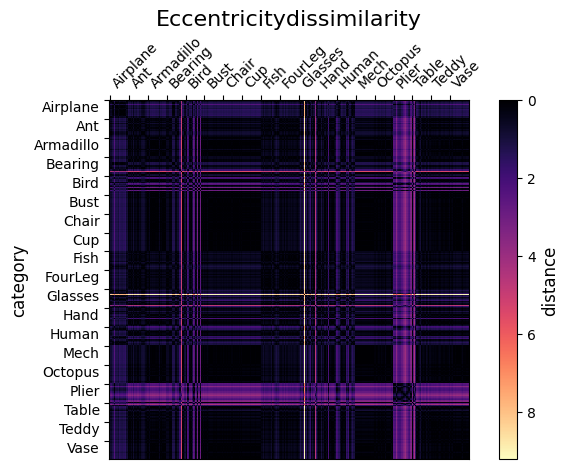 Eccentricitydissimilarity
Airplane
Ant
Armadillo
Bearing
Bird
Bust
Chair
Cup
Fish
FourLeg
Glasses
Hand
Human
Mech
Octopus
Plier
Table
Teddy
Vase
Airplane
Ant
Armadillo
Bearing
Bird
Bust
Chair
Cup
Fish
FourLeg
Glasses
Hand
Human
Mech
Octopus
Plier
Table
Teddy
Vase
category
0
2
4
6
8
distance